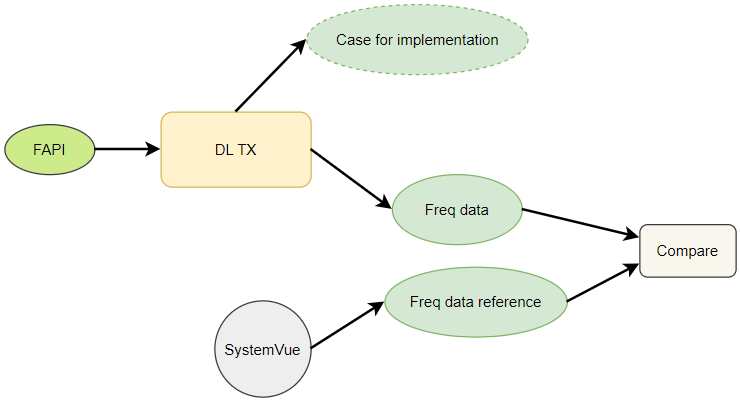 Case for implementation
FAPI
DL TX
Freq data
Compare
Freq data reference
SystemVue